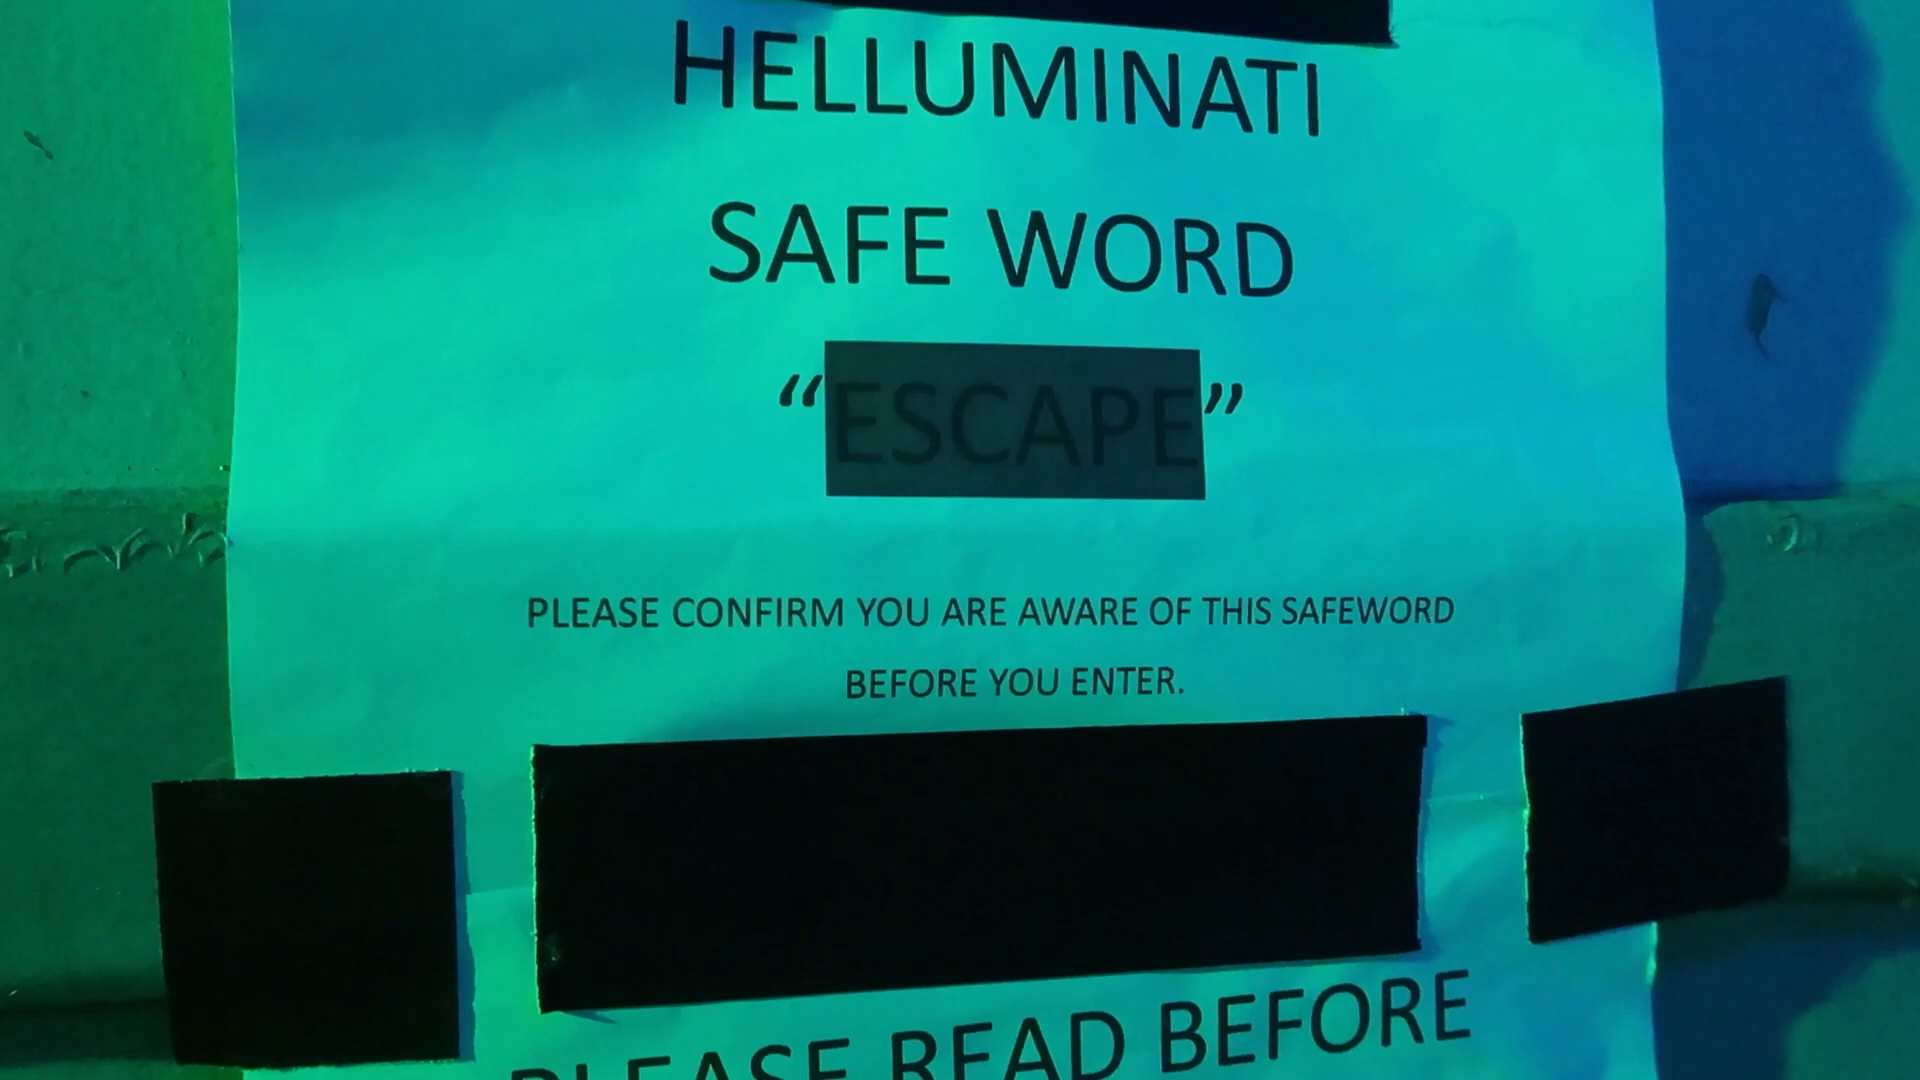 HELLUMINATI
SAFE WORD
“ESCAPE”
PLEASE CONFIRM YOU ARE AWARE OF THIS SAFEWORD
BEFORE YOU ENTER.
PLEASE READ BEFORE